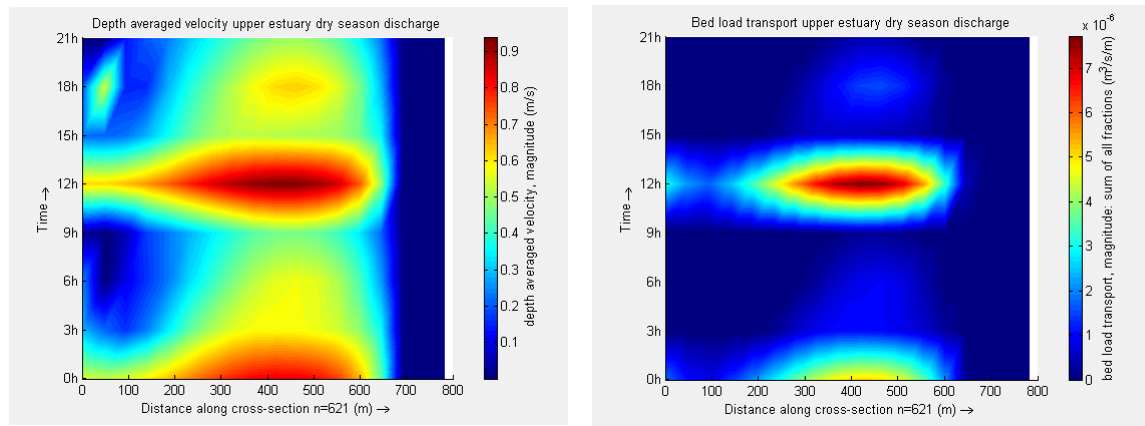 Depth averaged velocity upper estuary dry season discharge
21h
18h
15h
12h
9h
6h
3h
0h
Time →
0 100 200 300 400 500 600 700 800
Distance along cross-section n=621 (m) →
0.9
0.8
0.7
0.6
0.5
0.4
0.3
0.2
0.1
depth averaged velocity, magnitude (m/s)
Bed load transport upper estuary dry season discharge
21h
18h
15h
12h
9h
6h
3h
0h
Time →
0 100 200 300 400 500 600 700 800
Distance along cross-section n=621 (m) →
x 10⁻⁶
7
6
5
4
3
2
1
0
bed load transport, magnitude: sum of all fractions (m³/s/m)